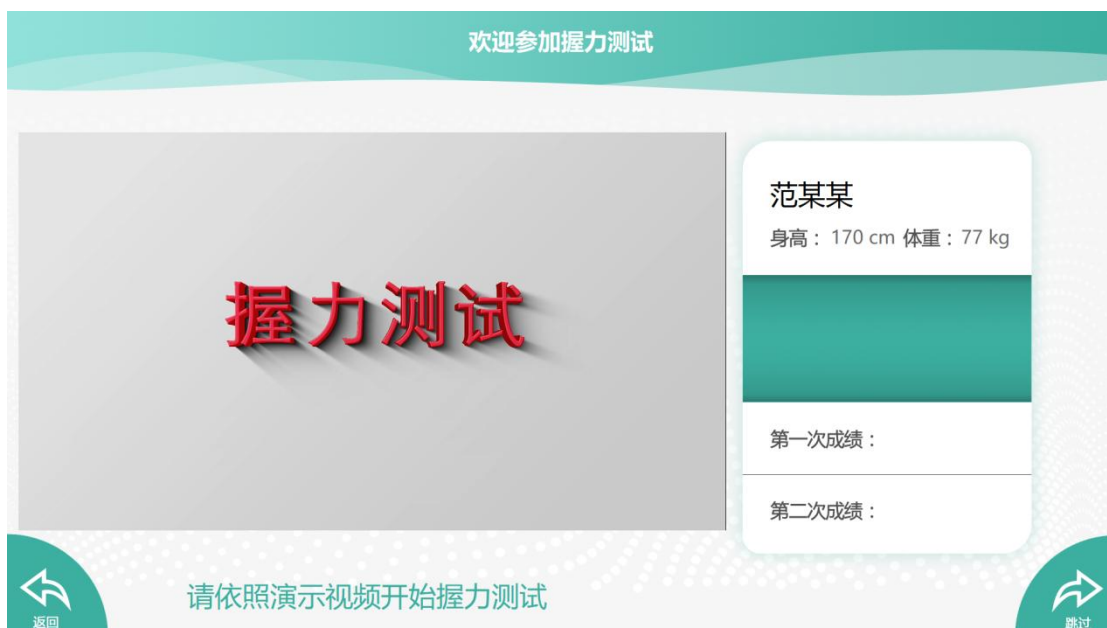 欢迎参加握力测试
握力测试
范某某
身高： 170 cm 体重： 77 kg
第一次成绩：
第二次成绩：
请依照演示视频开始握力测试
返回
跳过